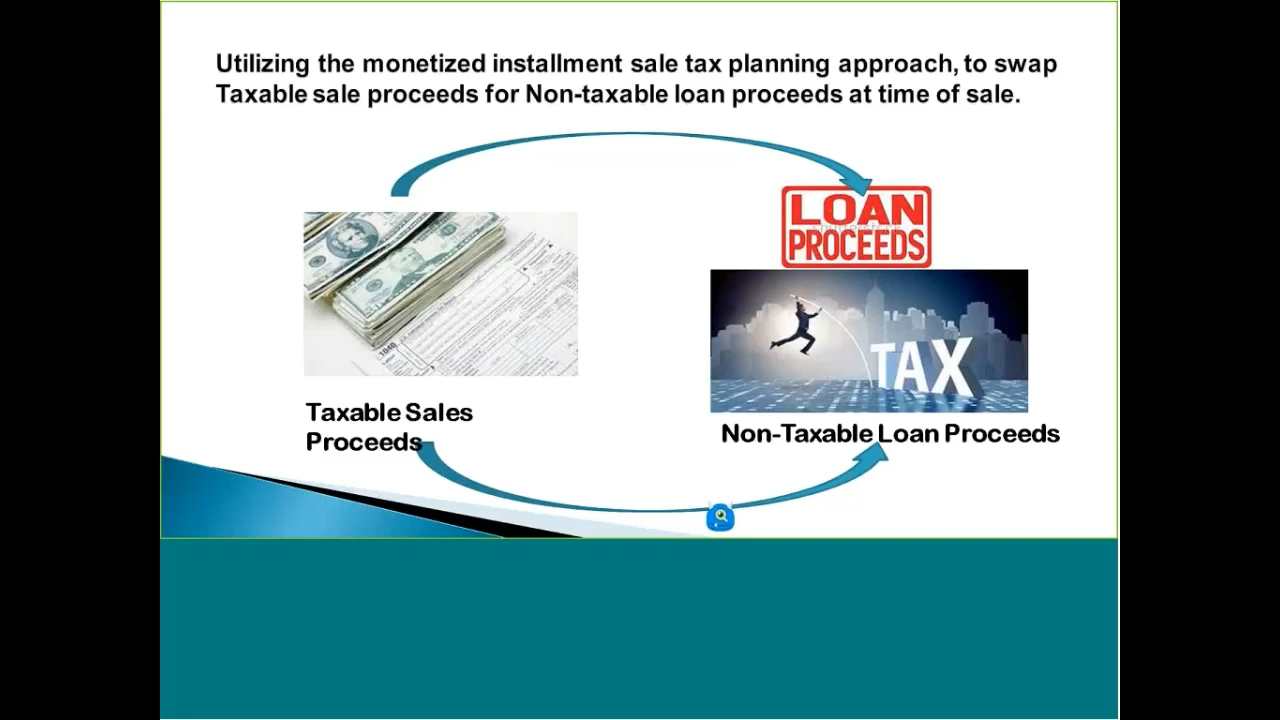 Utilizing the monetized installment sale tax planning approach, to swap
Taxable sale proceeds for Non-taxable loan proceeds at time of sale.
LOAN
PROCEEDS
1040
TAX
Taxable Sales
Proceeds
Non-Taxable Loan Proceeds